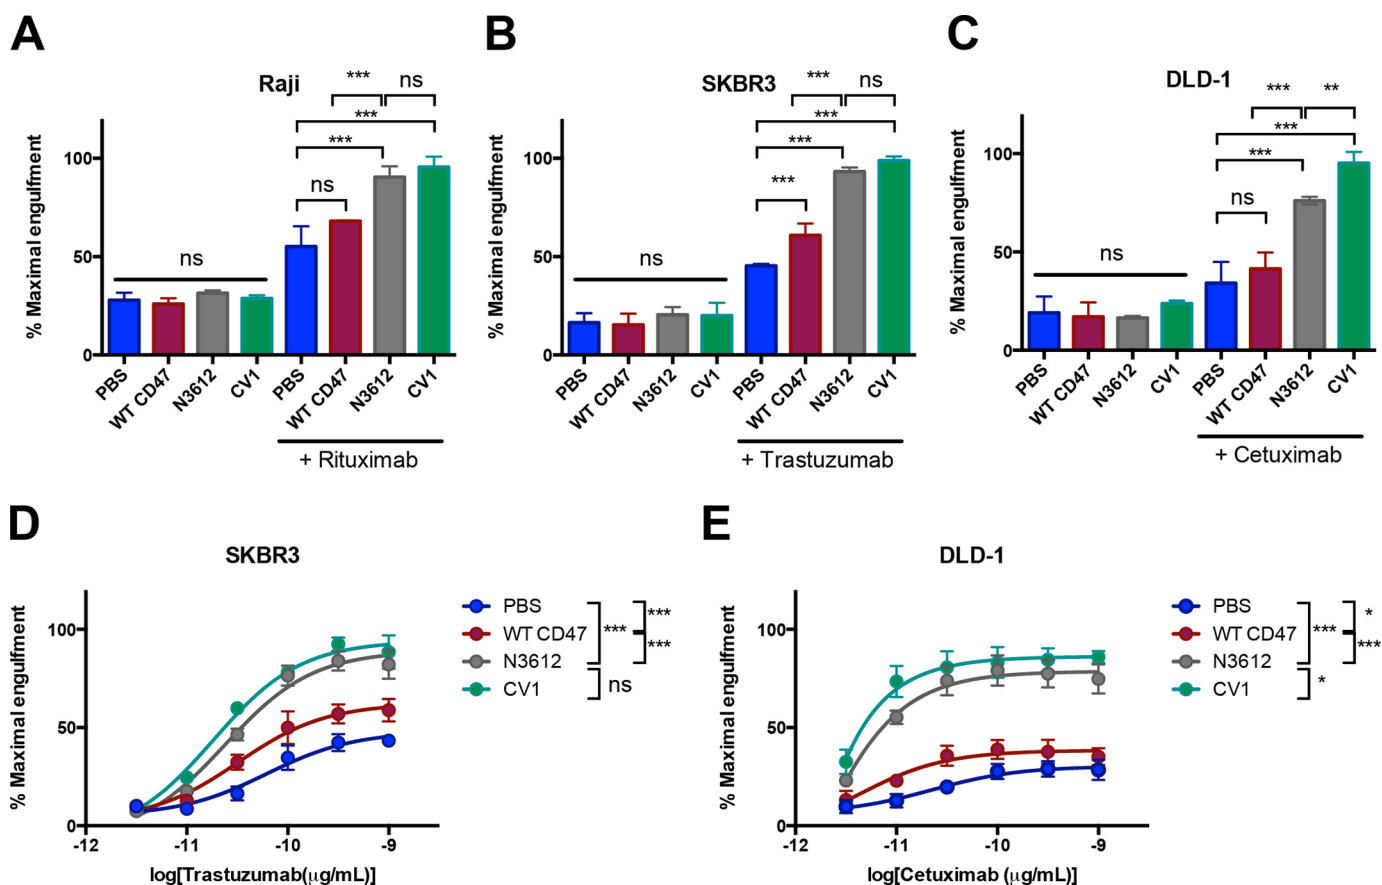 A
Raji
*** ns
***
***
ns
ns
% Maximal engulfment
100
50
0
PBS
WT CD47
N3612
CV1
PBS
WT CD47
N3612
CV1
+ Rituximab
B
SKBR3
*** ns
***
***
***
ns
% Maximal engulfment
100
50
0
PBS
WT CD47
N3612
CV1
PBS
WT CD47
N3612
CV1
+ Trastuzumab
C
DLD-1
*** **
***
***
ns
ns
% Maximal engulfment
100
50
0
PBS
WT CD47
N3612
CV1
PBS
WT CD47
N3612
CV1
+ Cetuximab
D
SKBR3
% Maximal engulfment
100
50
0
-12 -11 -10 -9
log[Trastuzumab(μg/mL)]
PBS
WT CD47
N3612
CV1
***
***
***
ns
E
DLD-1
% Maximal engulfment
100
50
0
-12 -11 -10 -9
log[Cetuximab (μg/mL)]
PBS
WT CD47
N3612
CV1
*
***
***
*